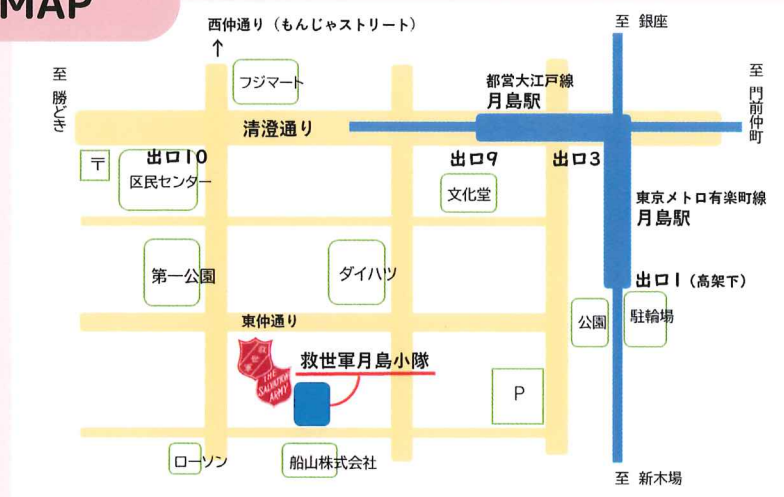 MAP
西仲通り（もんじゃストリート）
↑
至 銀座
至 勝どき
フジマート
都営大江戸線
月島駅
至 門前仲町
清澄通り
〒
出口10
区民センター
出口9
文化堂
出口3
東京メトロ有楽町線
月島駅
第一公園
ダイハツ
出口1（高架下）
公園
駐輪場
東仲通り
救世軍
THE
SALVATION
ARMY
救世軍月島小隊
P
ローソン
船山株式会社
至 新木場